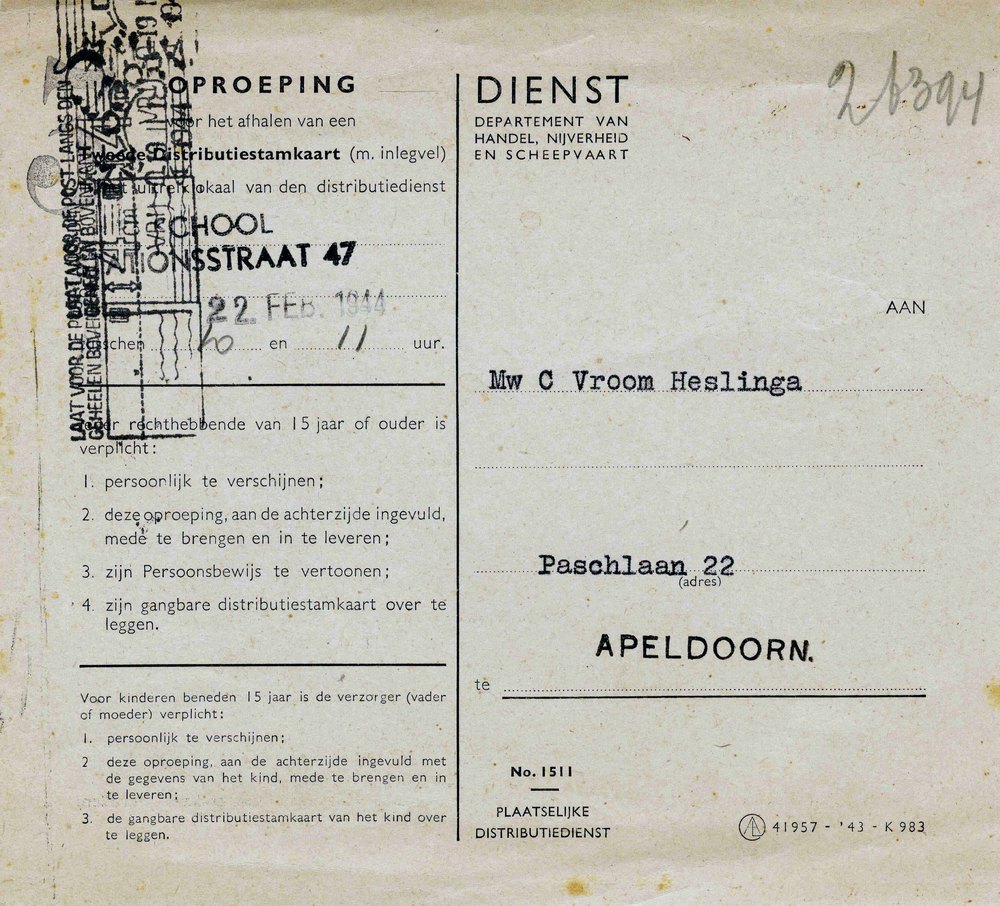 OPROEPING
voor het afhalen van een
Tweede Distributiestamkaart (m. inlegvel)
uitreiklokaal van den distributiedienst
SCHOOL
TIONSSTRAAT 47
22 FEB. 1944
tusschen 10 en 11 uur.
Ieder rechthebbende van 15 jaar of ouder is
verplicht:
1. persoonlijk te verschijnen;
2. deze oproeping, aan de achterzijde ingevuld,
mede te brengen en in te leveren;
3. zijn Persoonsbewijs te vertoonen;
4. zijn gangbare distributiestamkaart over te
leggen.
Voor kinderen beneden 15 jaar is de verzorger (vader
of moeder) verplicht:
1. persoonlijk te verschijnen;
2 deze oproeping, aan de achterzijde ingevuld met
de gegevens van het kind, mede te brengen en in
te leveren;
3. de gangbare distributiestamkaart van het kind over
te leggen.
LAAT VOOR DE POST LANGS DEN
GEHEELEN BOVEN
DIENST
DEPARTEMENT VAN
HANDEL, NIJVERHEID
EN SCHEEPVAART
26394
AAN
Mw C Vroom Heslinga
Paschlaan 22
(adres)
APELDOORN.
te
No. 1511
PLAATSELIJKE
DISTRIBUTIEDIENST
AL 41957 - '43 - K 983